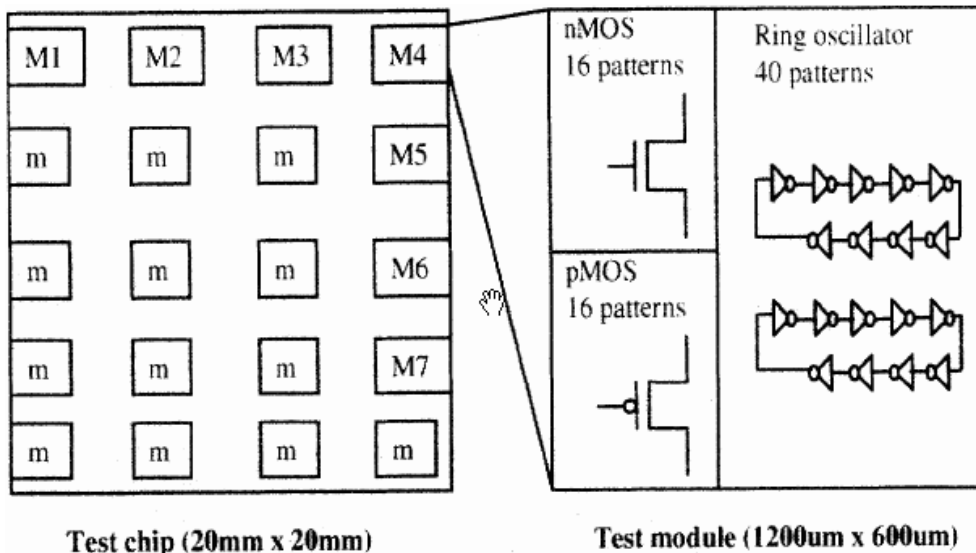 M1 M2 M3 M4
m m m M5
m m m M6
m m m M7
m m m m
Test chip (20mm x 20mm)
nMOS
16 patterns
pMOS
16 patterns
Ring oscillator
40 patterns
Test module (1200um x 600um)